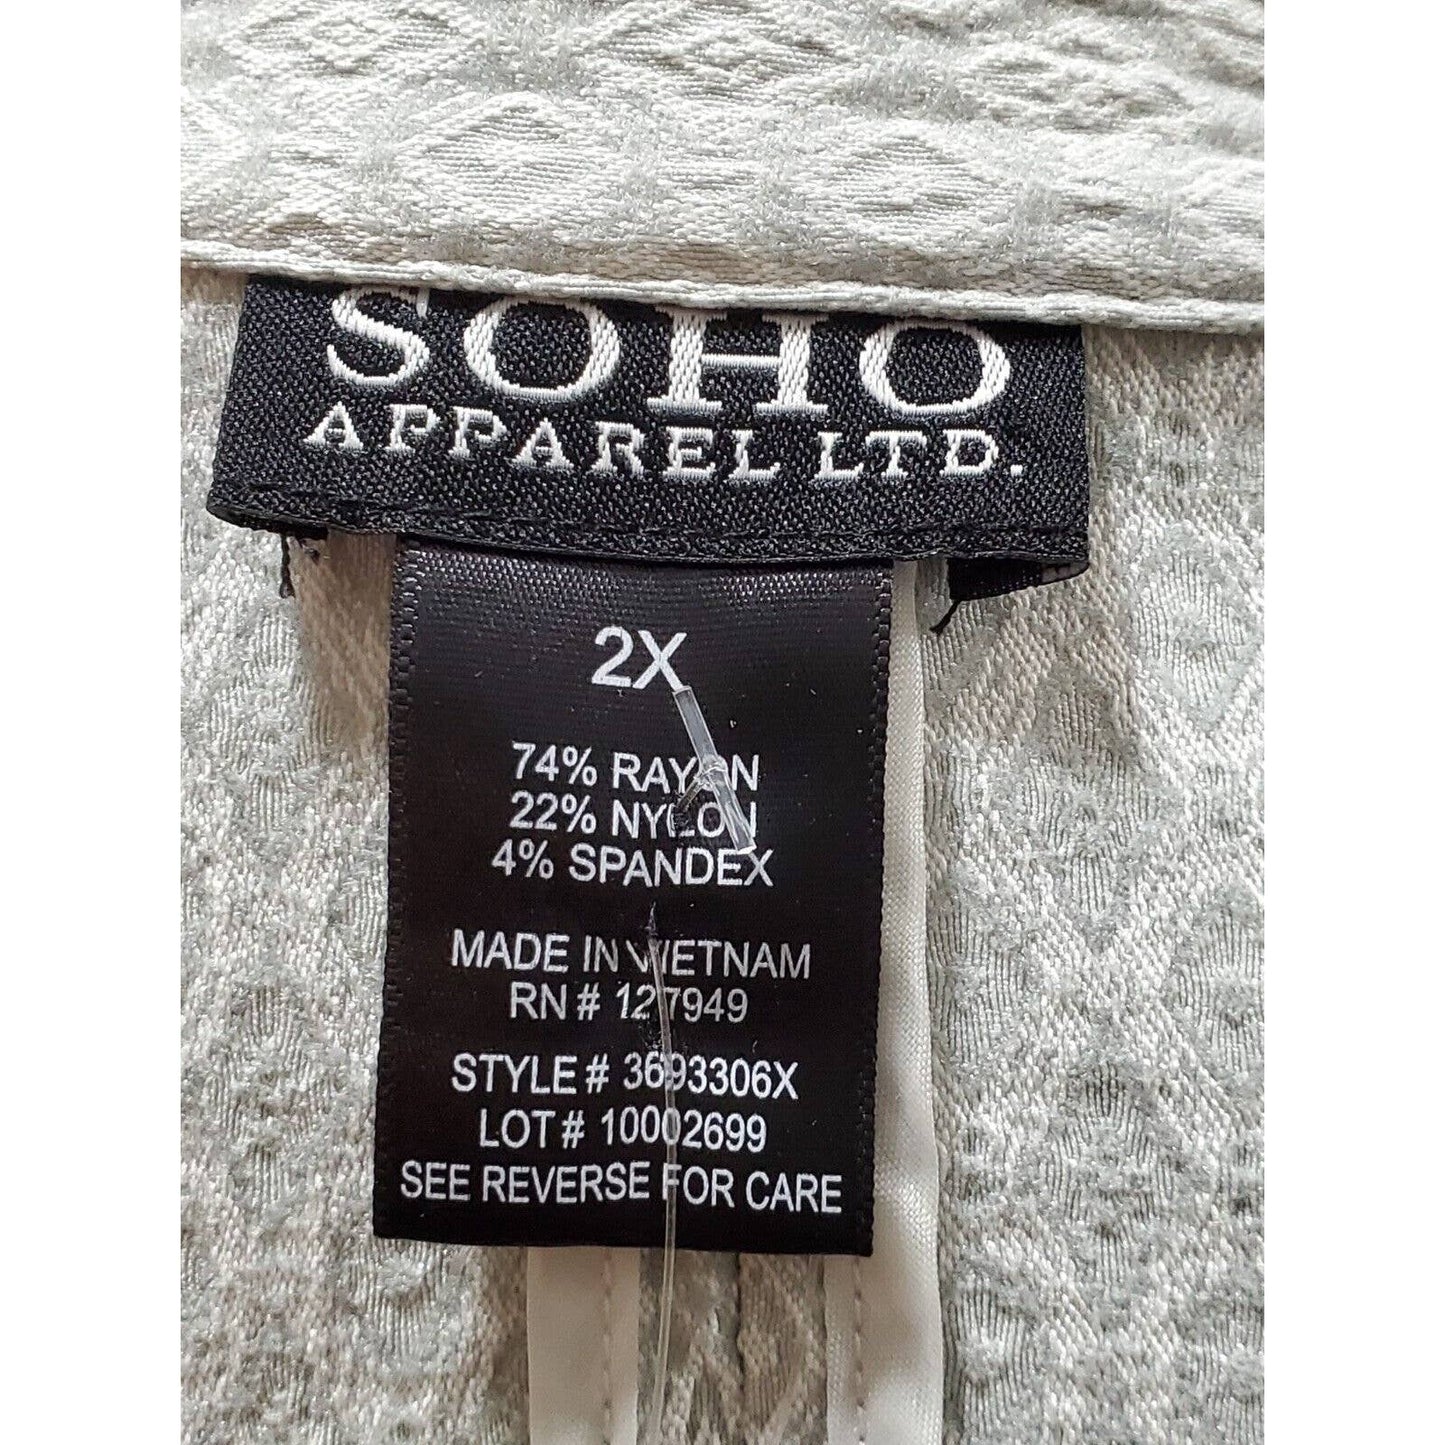 SOHO
APPAREL LTD.
2X
74% RAYON
22% NYLON
4% SPANDEX
MADE IN VIETNAM
RN # 127949
STYLE # 3693306X
LOT # 10002699
SEE REVERSE FOR CARE